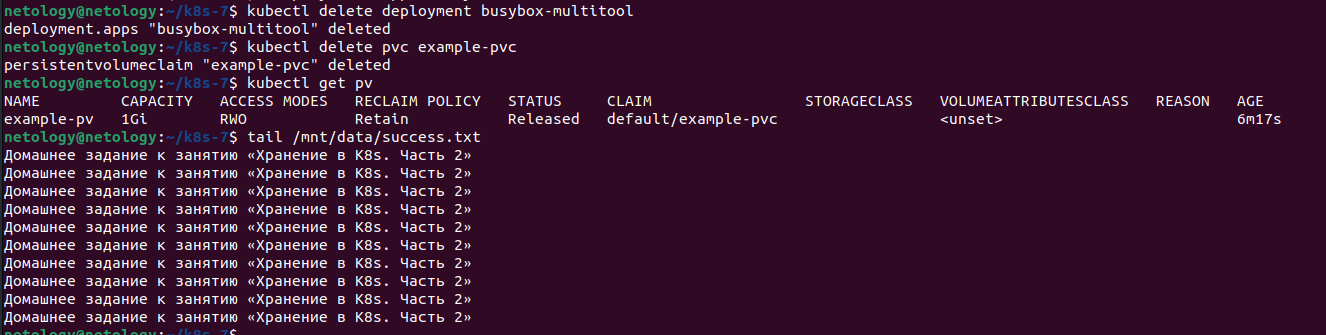 netology@netology:~/k8s-7$ kubectl delete deployment busybox-multitool
deployment.apps "busybox-multitool" deleted
netology@netology:~/k8s-7$ kubectl delete pvc example-pvc
persistentvolumeclaim "example-pvc" deleted
netology@netology:~/k8s-7$ kubectl get pv
NAME CAPACITY ACCESS MODES RECLAIM POLICY STATUS CLAIM STORAGECLASS VOLUMEATTRIBUTESCLASS REASON AGE
example-pv 1Gi RWO Retain Released default/example-pvc <unset> 6m17s
netology@netology:~/k8s-7$ tail /mnt/data/success.txt
Домашнее задание к занятию «Хранение в K8s. Часть 2»
Домашнее задание к занятию «Хранение в K8s. Часть 2»
Домашнее задание к занятию «Хранение в K8s. Часть 2»
Домашнее задание к занятию «Хранение в K8s. Часть 2»
Домашнее задание к занятию «Хранение в K8s. Часть 2»
Домашнее задание к занятию «Хранение в K8s. Часть 2»
Домашнее задание к занятию «Хранение в K8s. Часть 2»
Домашнее задание к занятию «Хранение в K8s. Часть 2»
Домашнее задание к занятию «Хранение в K8s. Часть 2»
Домашнее задание к занятию «Хранение в K8s. Часть 2»
netology@netology:~/k8s-7$